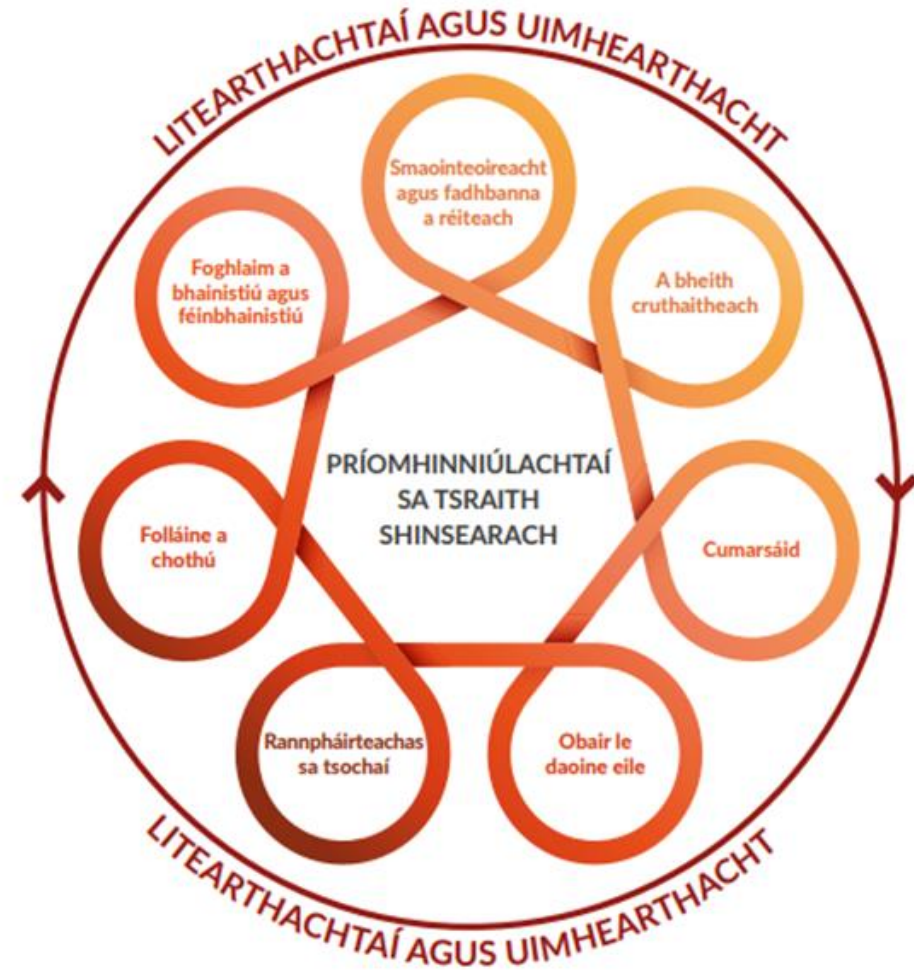 LITEARTHACHTAÍ AGUS UIMHEARTHACHT
Smaointeoireacht
agus fadhbanna
a réiteach
A bheith
cruthaitheach
Cumarsáid
Obair le
daoine eile
Rannpháirteachas
sa tsochaí
Folláine a
chothú
Foghlaim a
bhainistiú agus
féinbhainistiú
PRÍOMHINNIÚLACHTAÍ
SA TSRAITH
SHINSEARACH
LITEARTHACHTAÍ AGUS UIMHEARTHACHT